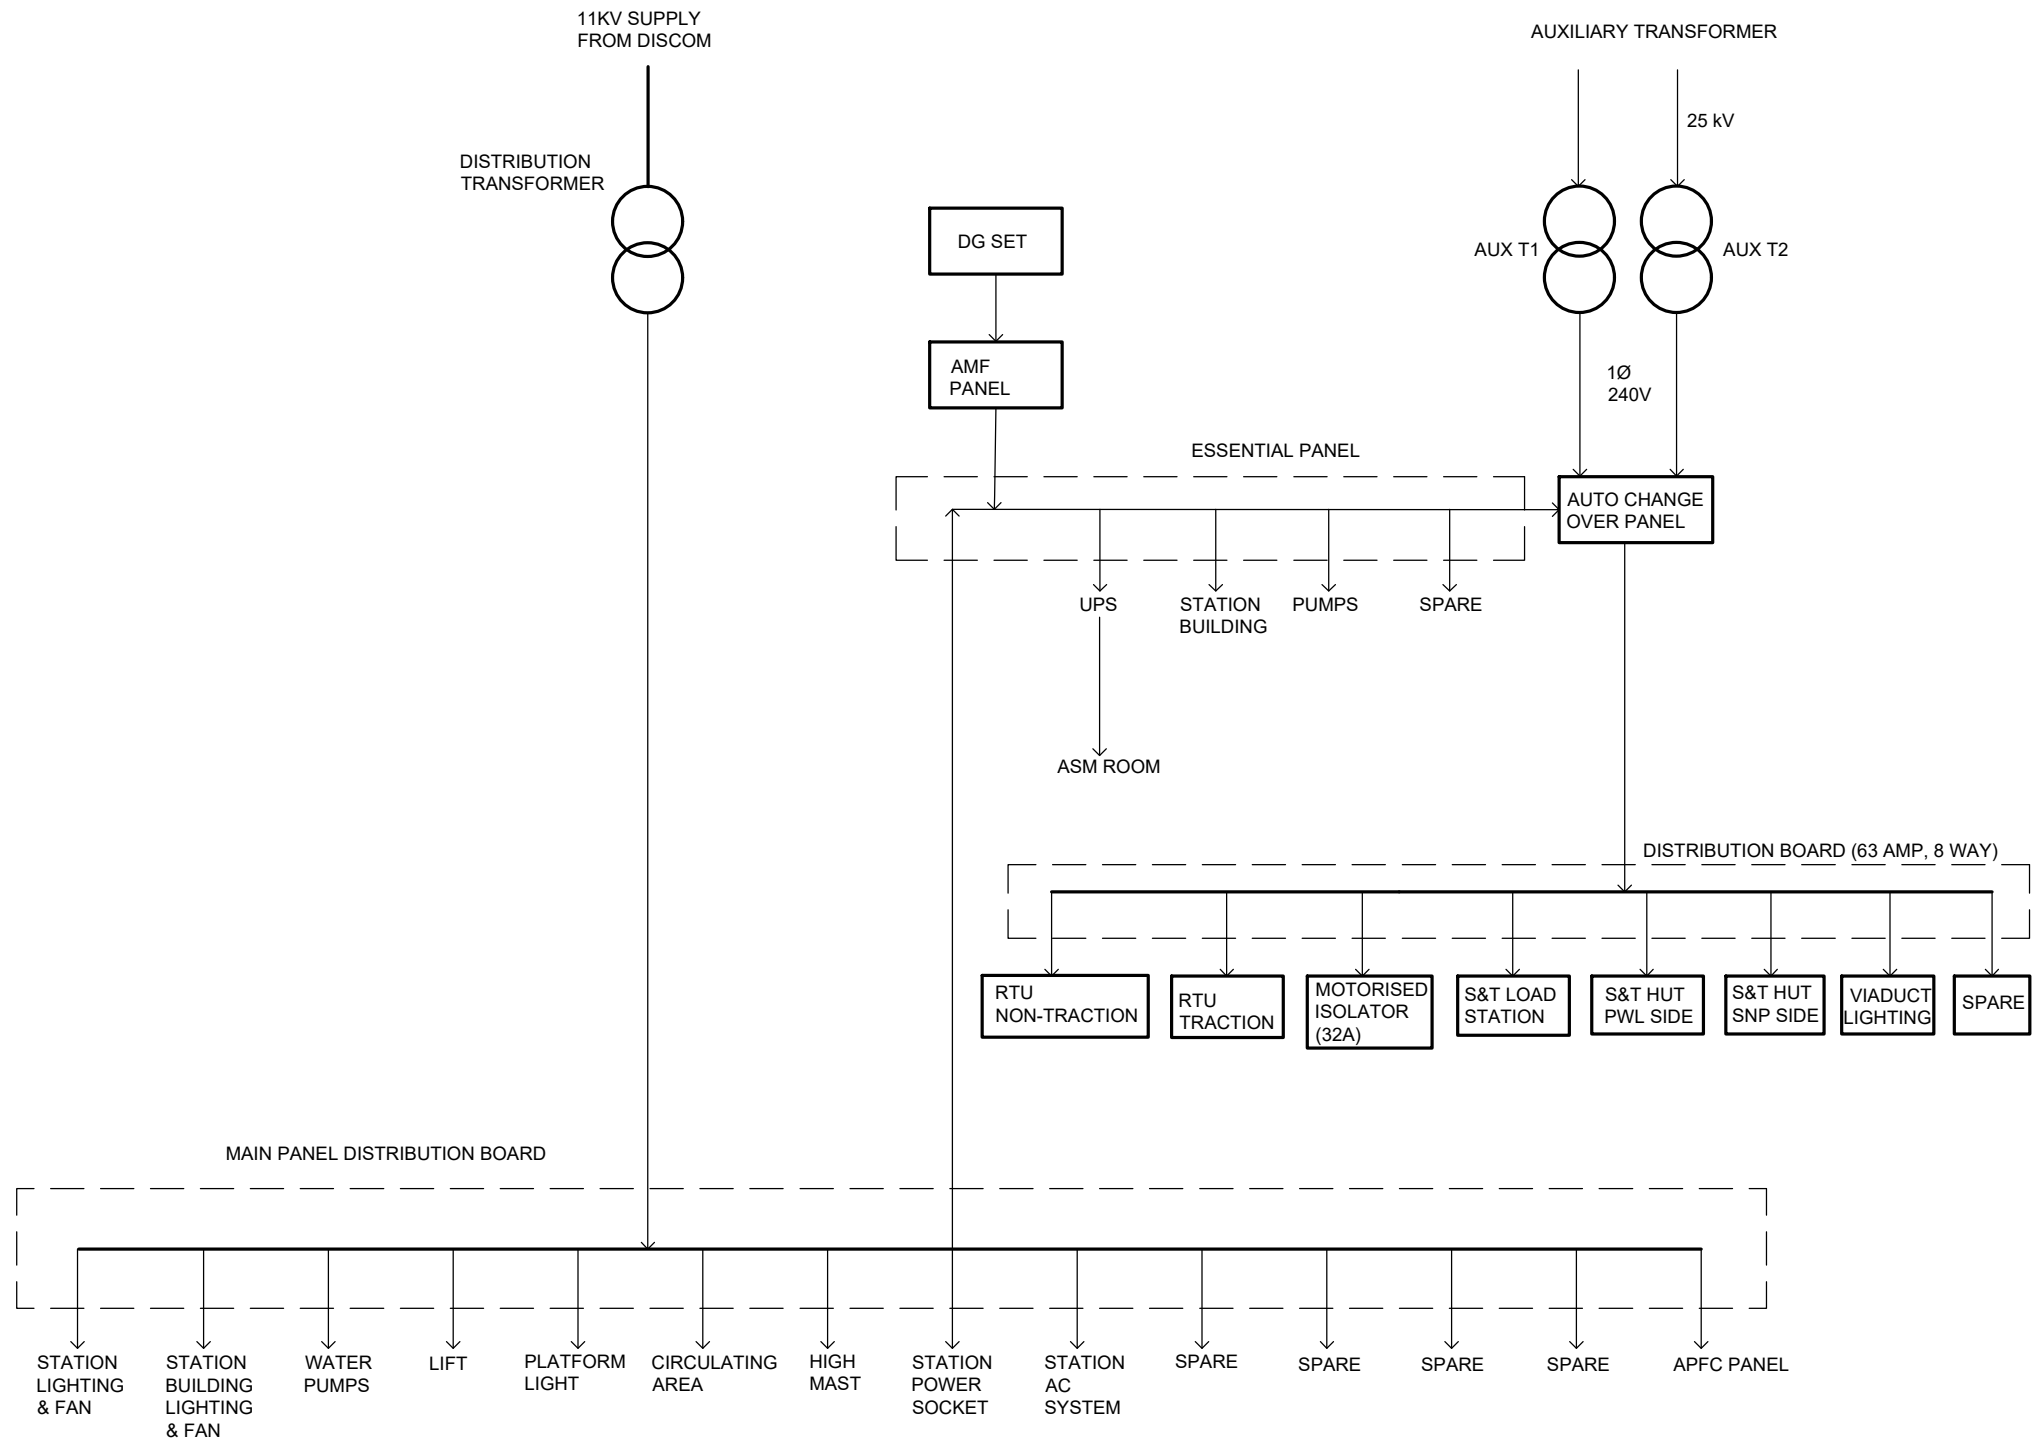 11KV SUPPLY
FROM DISCOM
AUXILIARY TRANSFORMER
25 kV
DISTRIBUTION
TRANSFORMER
DG SET
AUX T1
AUX T2
AMF
PANEL
1Ø
240V
ESSENTIAL PANEL
AUTO CHANGE
OVER PANEL
UPS
STATION
BUILDING
PUMPS
SPARE
ASM ROOM
DISTRIBUTION BOARD (63 AMP, 8 WAY)
RTU
NON-TRACTION
RTU
TRACTION
MOTORISED
ISOLATOR
(32A)
S&T LOAD
STATION
S&T HUT
PWL SIDE
S&T HUT
SNP SIDE
VIADUCT
LIGHTING
SPARE
MAIN PANEL DISTRIBUTION BOARD
STATION
LIGHTING
& FAN
STATION
BUILDING
LIGHTING
& FAN
WATER
PUMPS
LIFT
PLATFORM
LIGHT
CIRCULATING
AREA
HIGH
MAST
STATION
POWER
SOCKET
STATION
AC
SYSTEM
SPARE
SPARE
SPARE
SPARE
APFC PANEL